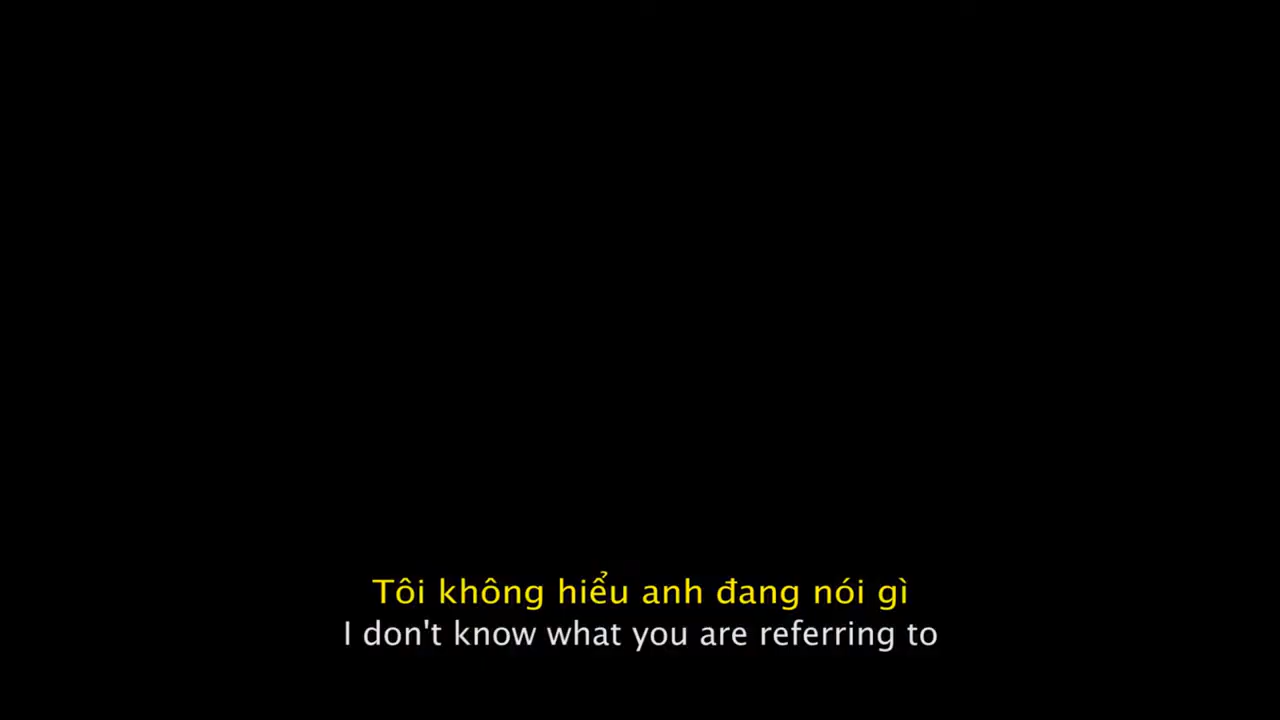 Tôi không hiểu anh đang nói gì
I don't know what you are referring to